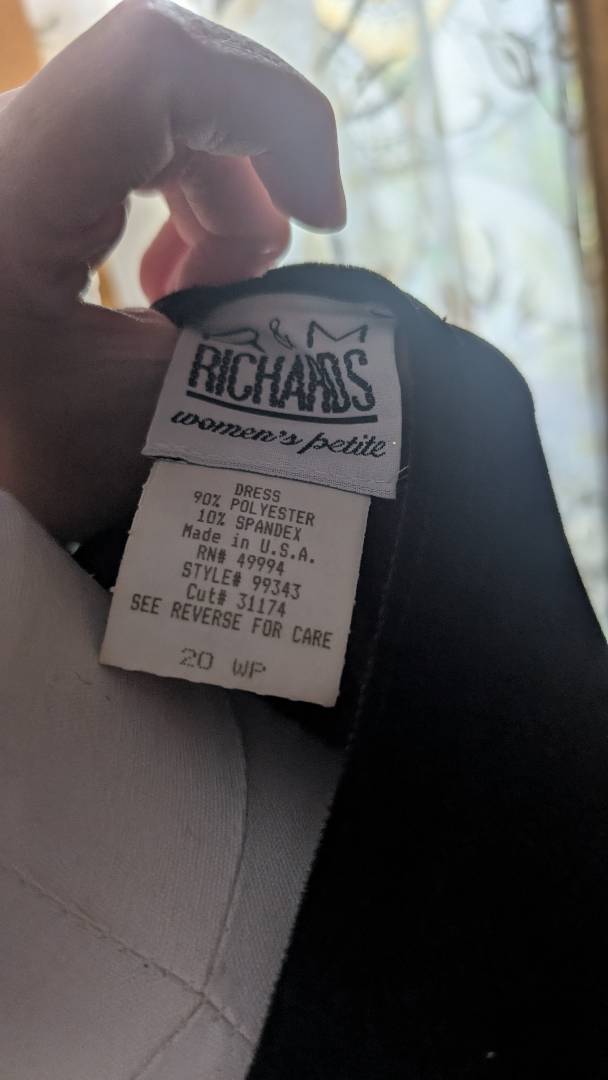 R & M
RICHARDS
women's petite
DRESS
90% POLYESTER
10% SPANDEX
Made in U.S.A.
RN# 49994
STYLE# 99343
Cut# 31174
SEE REVERSE FOR CARE
20 WP